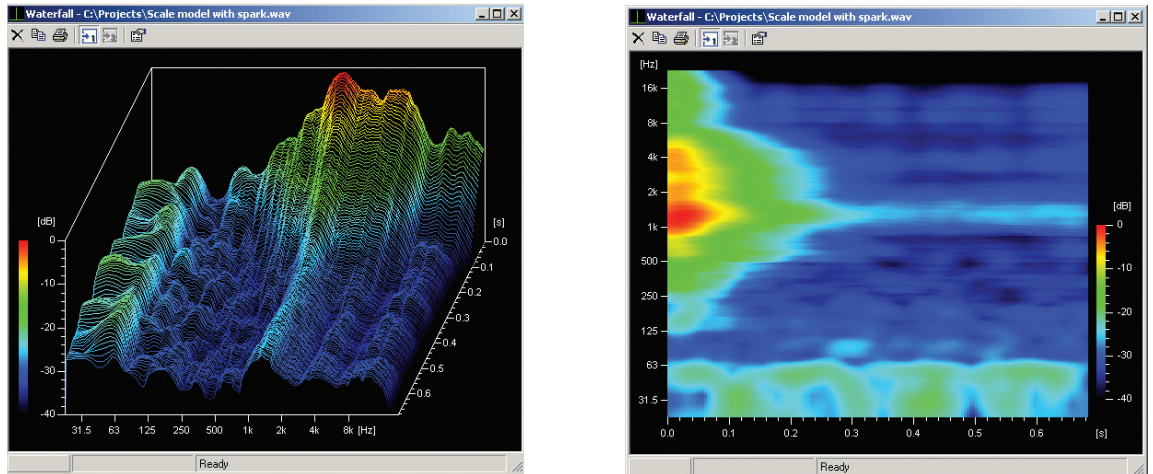 Waterfall - C:\Projects\Scale model with spark.wav
1 2
[dB]
0
-10
-20
-30
-40
31.5 63 125 250 500 1k 2k 4k 8k [Hz]
[s]
0.0
0.1
0.2
0.3
0.4
0.5
0.6
Ready
Waterfall - C:\Projects\Scale model with spark.wav
1 2
[Hz]
16k
8k
4k
2k
1k
500
250
125
63
31.5
0.0 0.1 0.2 0.3 0.4 0.5 0.6 [s]
[dB]
0
-10
-20
-30
-40
Ready